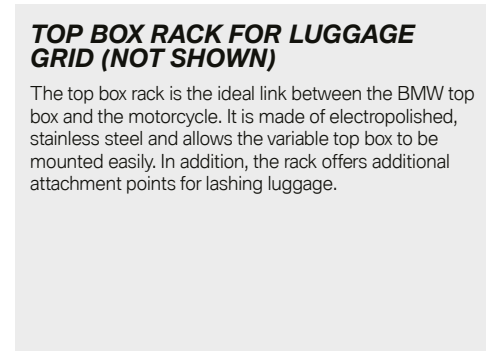 TOP BOX RACK FOR LUGGAGE
GRID (NOT SHOWN)
The top box rack is the ideal link between the BMW top
box and the motorcycle. It is made of electropolished,
stainless steel and allows the variable top box to be
mounted easily. In addition, the rack offers additional
attachment points for lashing luggage.